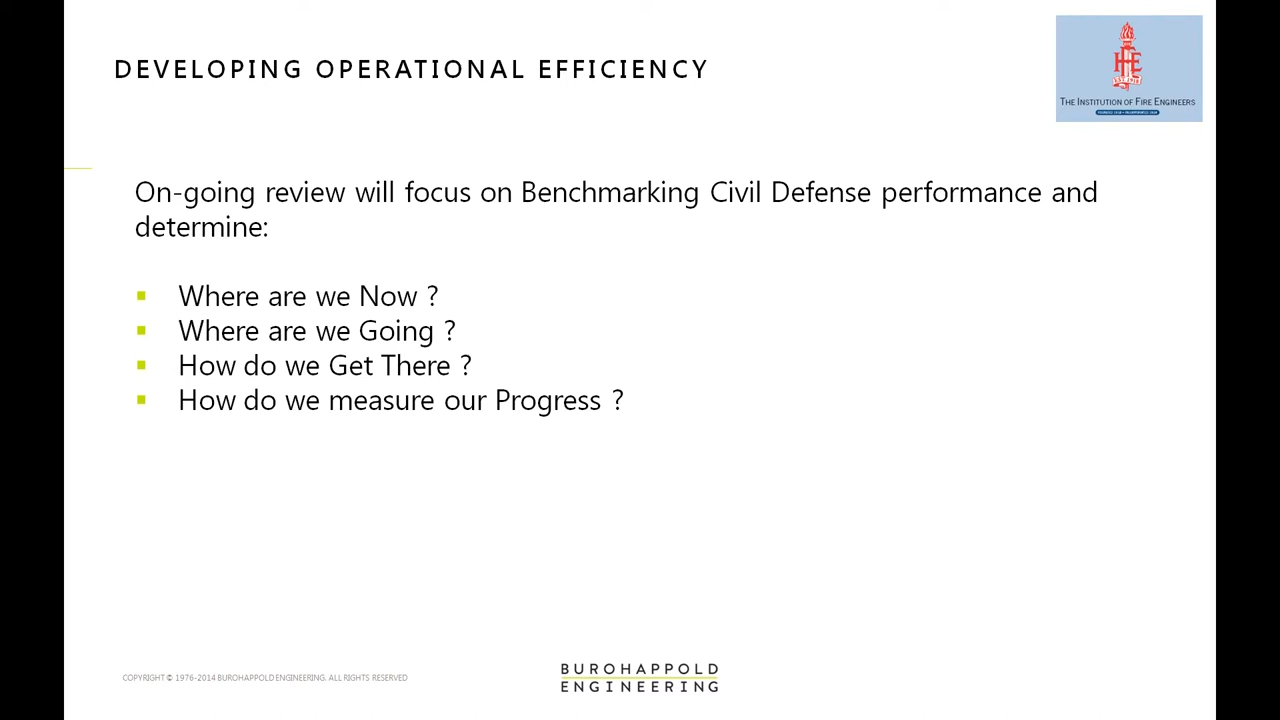 DEVELOPING OPERATIONAL EFFICIENCY
THE INSTITUTION OF FIRE ENGINEERS
On-going review will focus on Benchmarking Civil Defense performance and
determine:
Where are we Now ?
Where are we Going ?
How do we Get There ?
How do we measure our Progress ?
COPYRIGHT © 1976-2014 BUROHAPPOLD ENGINEERING. ALL RIGHTS RESERVED
BUROHAPPOLD
ENGINEERING